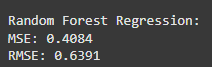 Random Forest Regression:
MSE: 0.4084
RMSE: 0.6391